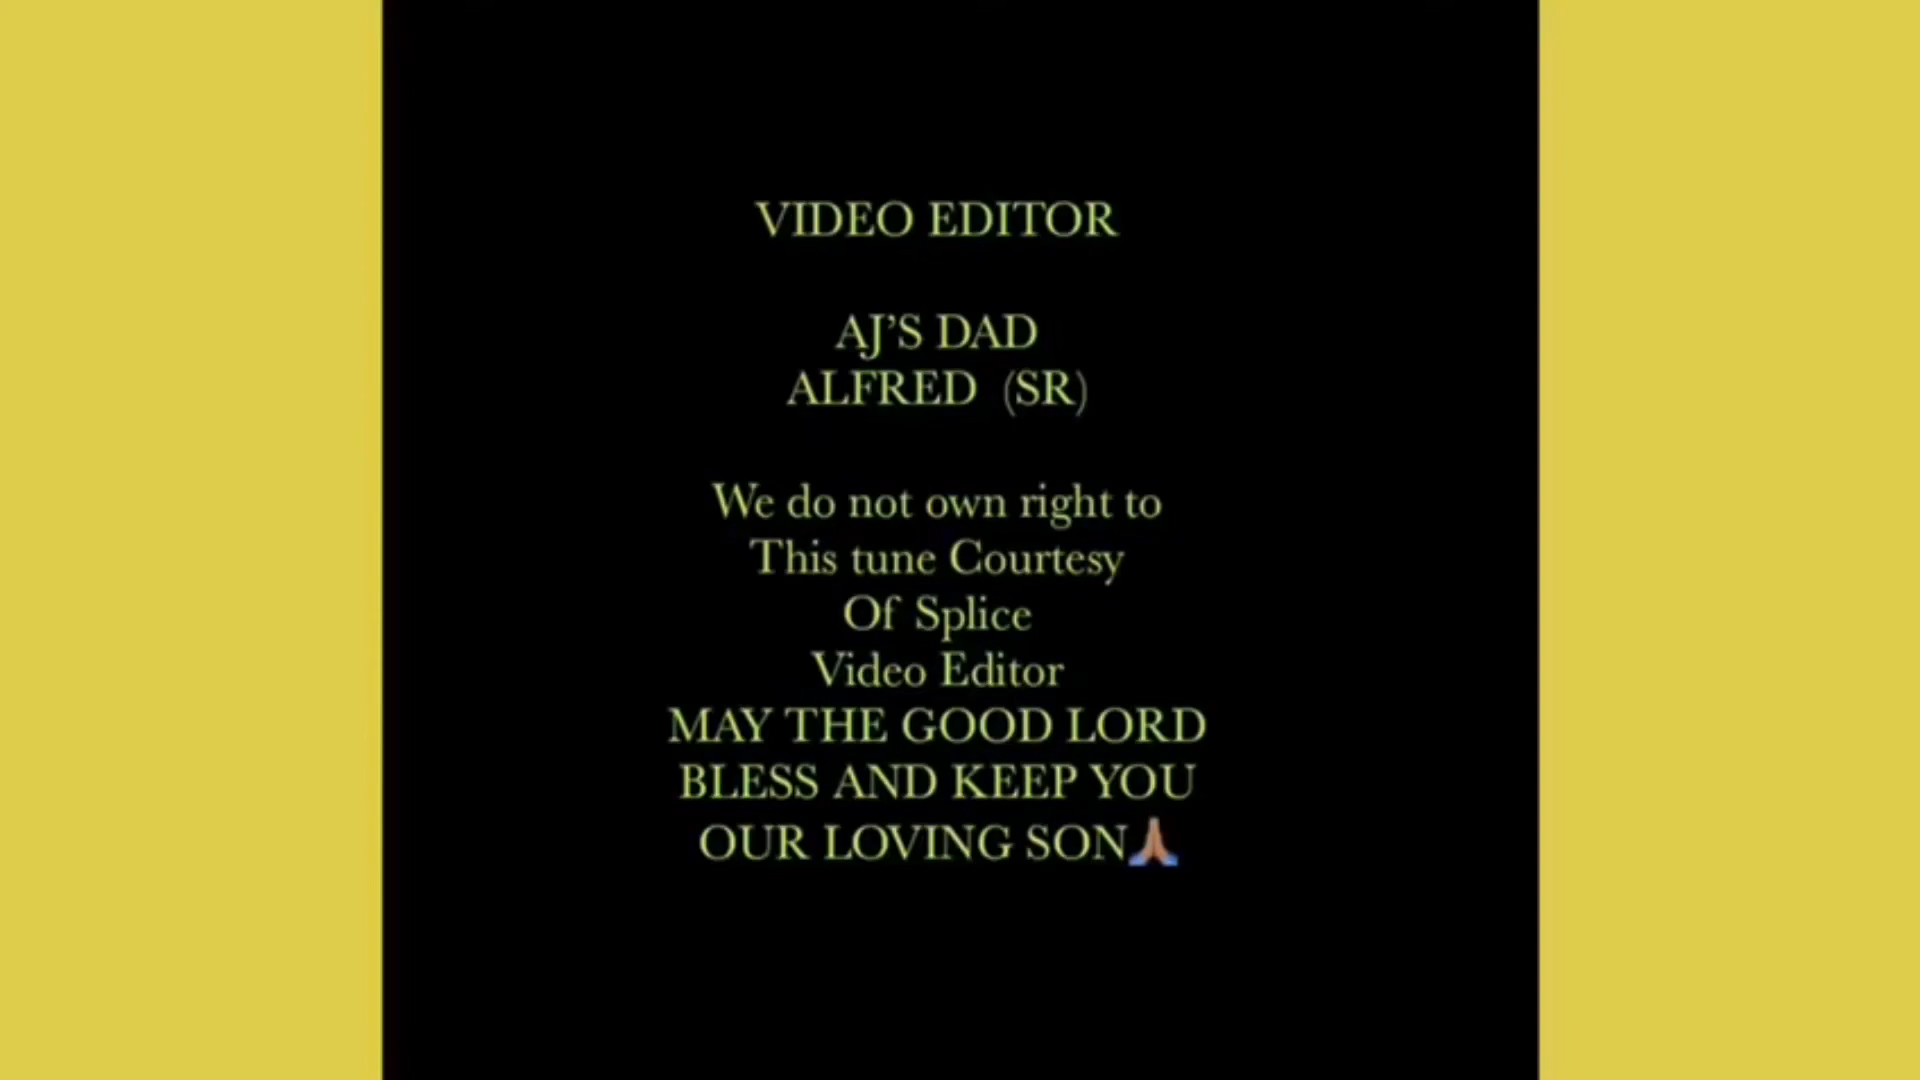 VIDEO EDITOR
AJ’S DAD
ALFRED (SR)
We do not own right to
This tune Courtesy
Of Splice
Video Editor
MAY THE GOOD LORD
BLESS AND KEEP YOU
OUR LOVING SON🙏🏽